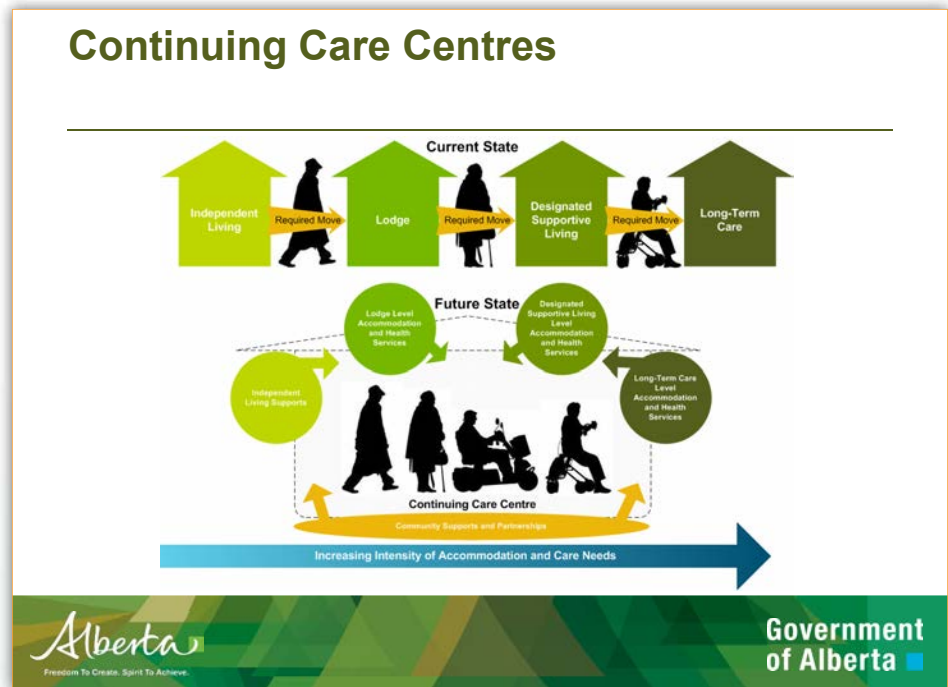 Continuing Care Centres
Current State
Independent
Living
Required Move
Lodge
Required Move
Designated
Supportive
Living
Required Move
Long-Term
Care
Future State
Lodge Level
Accommodation
and Health
Services
Designated
Supportive Living
Level
Accommodation
and Health
Services
Independent
Living Supports
Long-Term Care
Level
Accommodation
and Health
Services
Continuing Care Centre
Community Supports and Partnerships
Increasing Intensity of Accommodation and Care Needs
Alberta
Freedom To Create. Spirit To Achieve.
Government
of Alberta